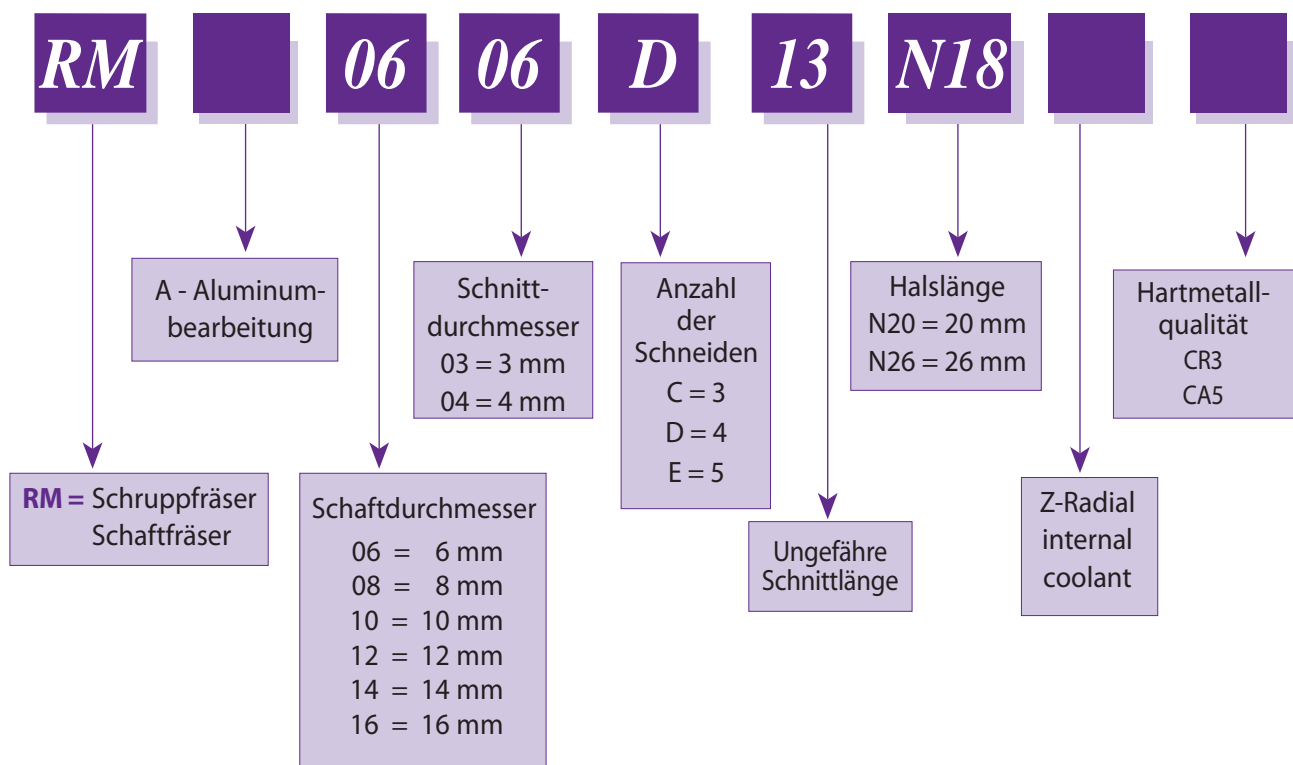 RM 06 06 D 13 N18
A - Aluminum-
bearbeitung
Schnitt-
durchmesser
03 = 3 mm
04 = 4 mm
Anzahl
der
Schneiden
C = 3
D = 4
E = 5
Halslänge
N20 = 20 mm
N26 = 26 mm
Hartmetall-
qualität
CR3
CA5
RM = Schruppfräser
Schaftfräser
Schaftdurchmesser
06 = 6 mm
08 = 8 mm
10 = 10 mm
12 = 12 mm
14 = 14 mm
16 = 16 mm
Ungefähre
Schnittlänge
Z-Radial
internal
coolant